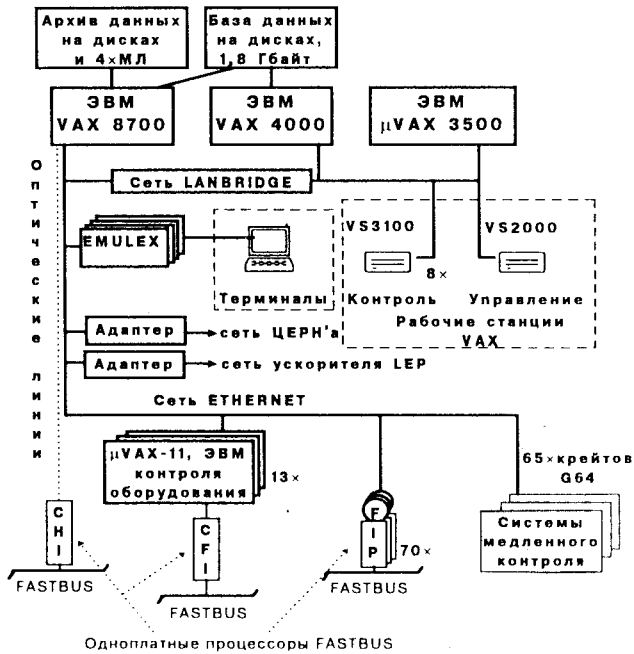 Архив данных
на дисках
и 4×МЛ
База данных
на дисках,
1,8 Гбайт
ЭВМ
VAX 8700
ЭВМ
VAX 4000
ЭВМ
μVAX 3500
Оптические линии
Сеть LANBRIDGE
EMULEX
Терминалы
VS3100
VS2000
8×
Контроль
Управление
Рабочие станции
VAX
Адаптер
сеть ЦЕРН'а
Адаптер
сеть ускорителя LEP
Сеть ETHERNET
μVAX-11, ЭВМ
контроля
оборудования
13×
65×крейтов
G64
Системы
медленного
контроля
CHI
CFI
FIP
70×
FASTBUS
FASTBUS
FASTBUS
Одноплатные процессоры FASTBUS